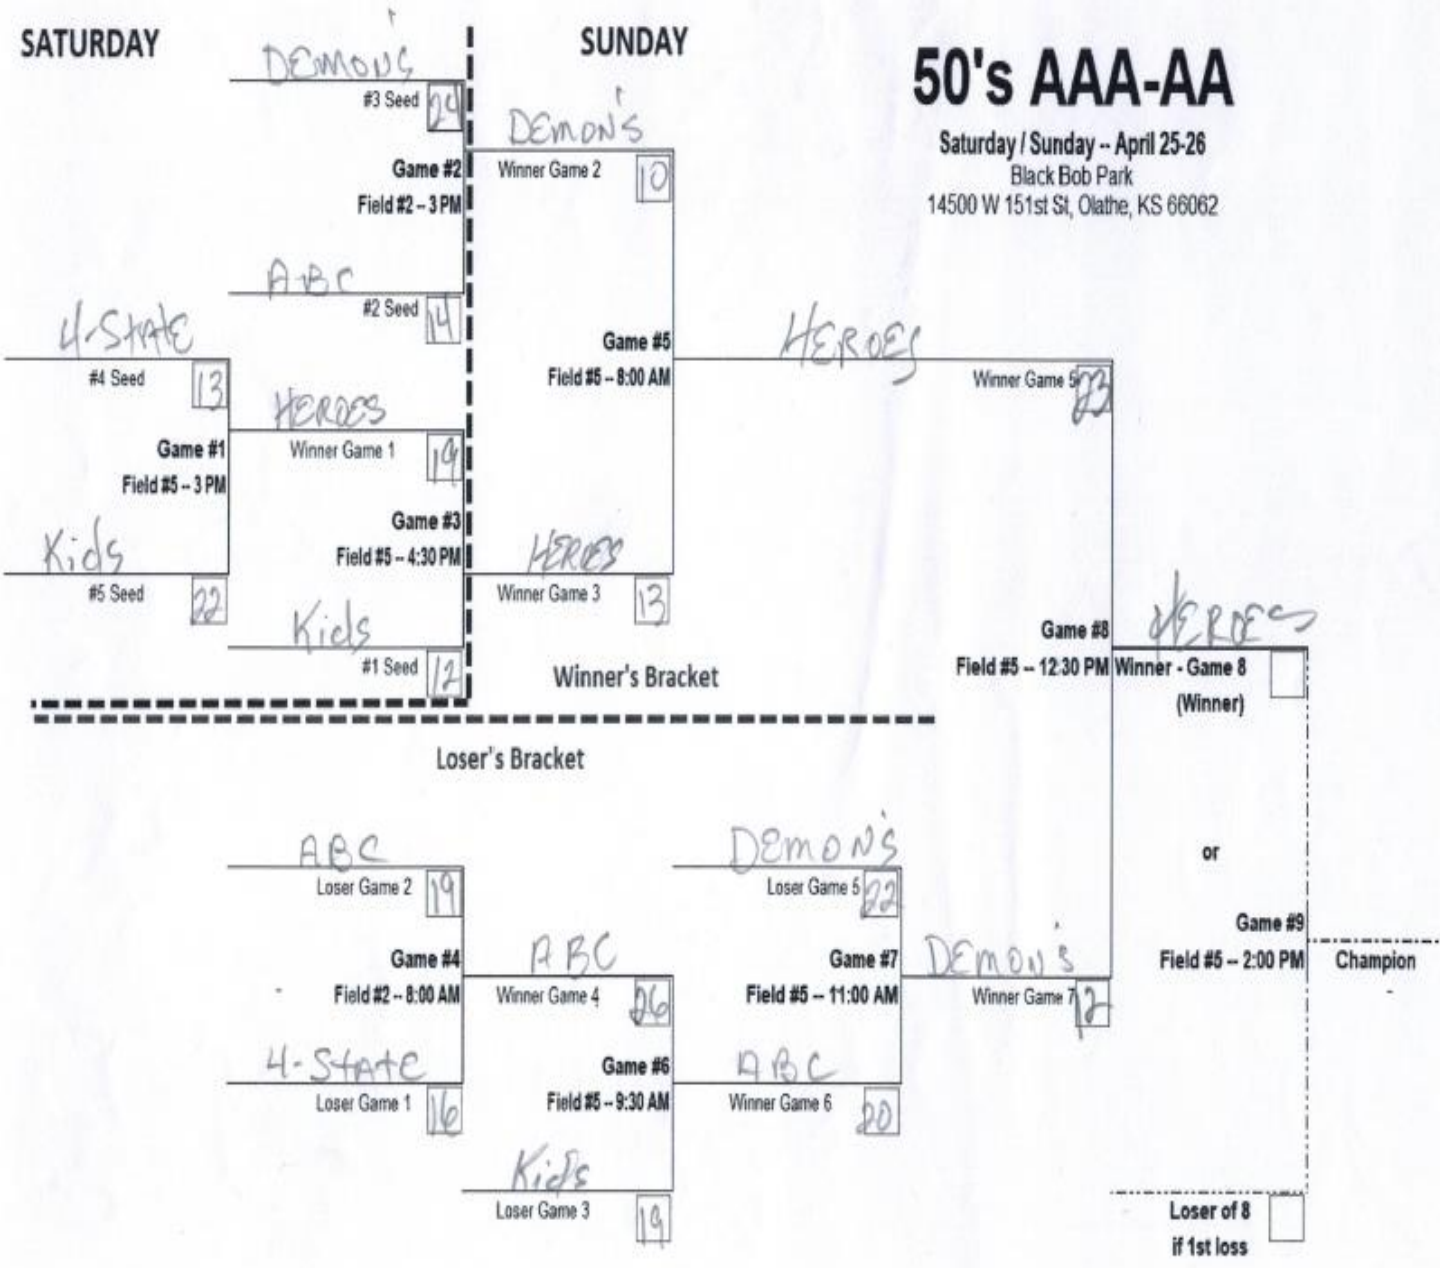 SATURDAY
SUNDAY
50's AAA-AA
Saturday / Sunday -- April 25-26
Black Bob Park
14500 W 151st St, Olathe, KS 66062
DEMON'S
#3 Seed 24
Game #2
Field #2 -- 3 PM
ABC
#2 Seed 14
4-STATE
#4 Seed 13
Game #1
Field #5 -- 3 PM
Kids
#5 Seed 22
HEROES
Winner Game 1 19
Game #3
Field #5 -- 4:30 PM
Kids
#1 Seed 12
DEMON'S
Winner Game 2 10
Game #5
Field #5 -- 8:00 AM
HEROES
Winner Game 3 13
Winner's Bracket
HEROES
Winner Game 5 23
Game #8
Field #5 -- 12:30 PM
HEROES
Winner - Game 8
(Winner)
or
Game #9
Field #5 -- 2:00 PM
Champion
Loser of 8
if 1st loss
Loser's Bracket
ABC
Loser Game 2 19
Game #4
Field #2 -- 8:00 AM
4-STATE
Loser Game 1 16
ABC
Winner Game 4 26
Game #6
Field #5 -- 9:30 AM
Kids
Loser Game 3 19
DEMON'S
Loser Game 5 22
Game #7
Field #5 -- 11:00 AM
ABC
Winner Game 6 20
DEMON'S
Winner Game 7 12